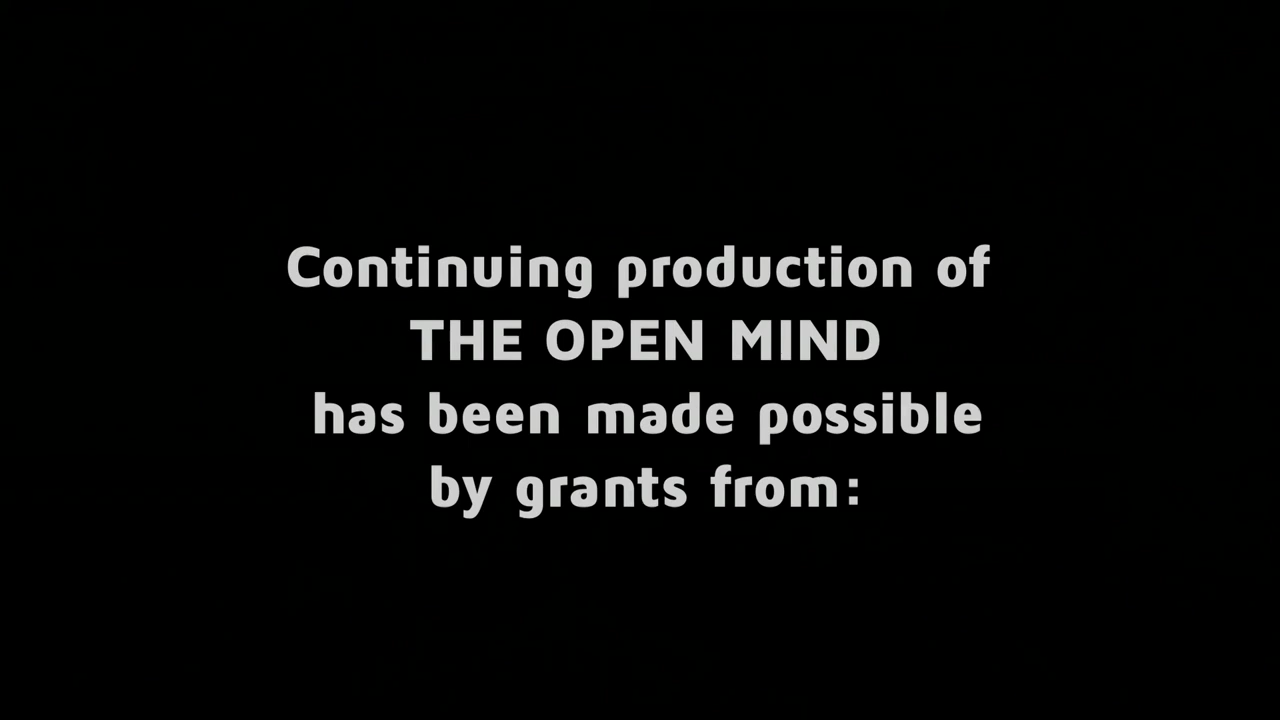 Continuing production of
THE OPEN MIND
has been made possible
by grants from: